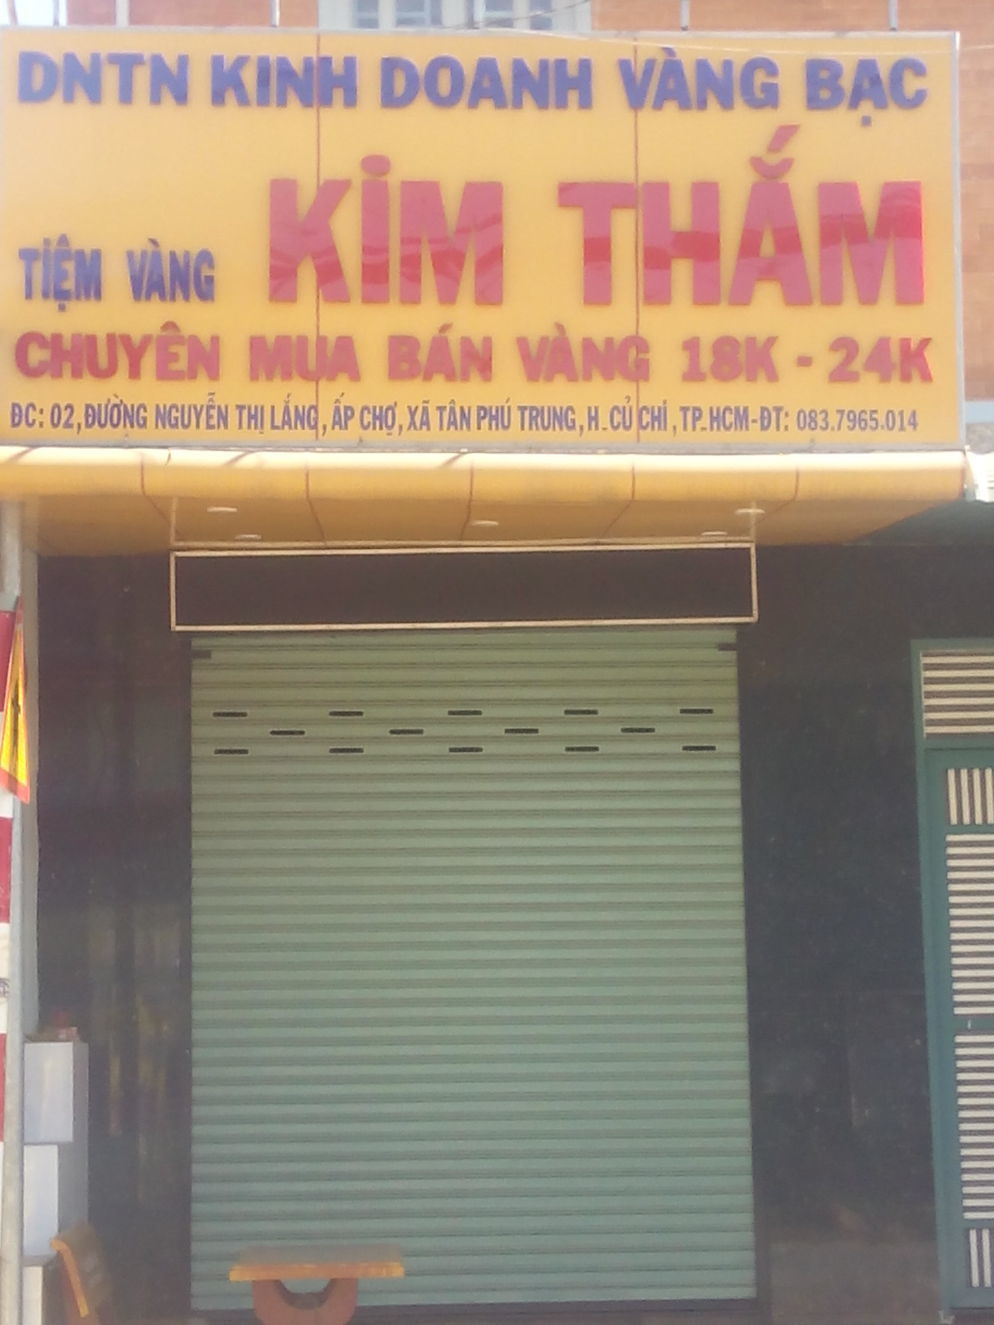 DNTN KINH DOANH VÀNG BẠC
TIỆM VÀNG KIM THẮM
CHUYÊN MUA BÁN VÀNG 18K - 24K
ĐC: 02, ĐƯỜNG NGUYỄN THỊ LẮNG, ẤP CHỢ, XÃ TÂN PHÚ TRUNG, H.CỦ CHI, TP.HCM-ĐT: 083.7965.014